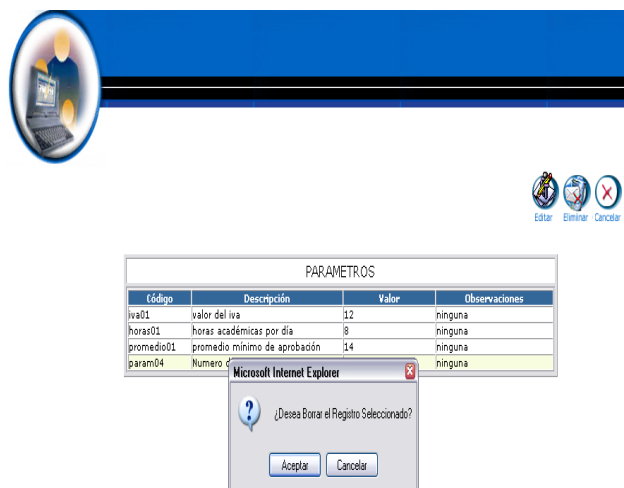 Editar Eliminar Cancelar
PARAMETROS
Código Descripción Valor Observaciones
iva01 valor del iva 12 ninguna
horas01 horas académicas por día 8 ninguna
promedio01 promedio mínimo de aprobación 14 ninguna
param04 Numero ninguna
Microsoft Internet Explorer
¿Desea Borrar el Registro Seleccionado?
Aceptar Cancelar